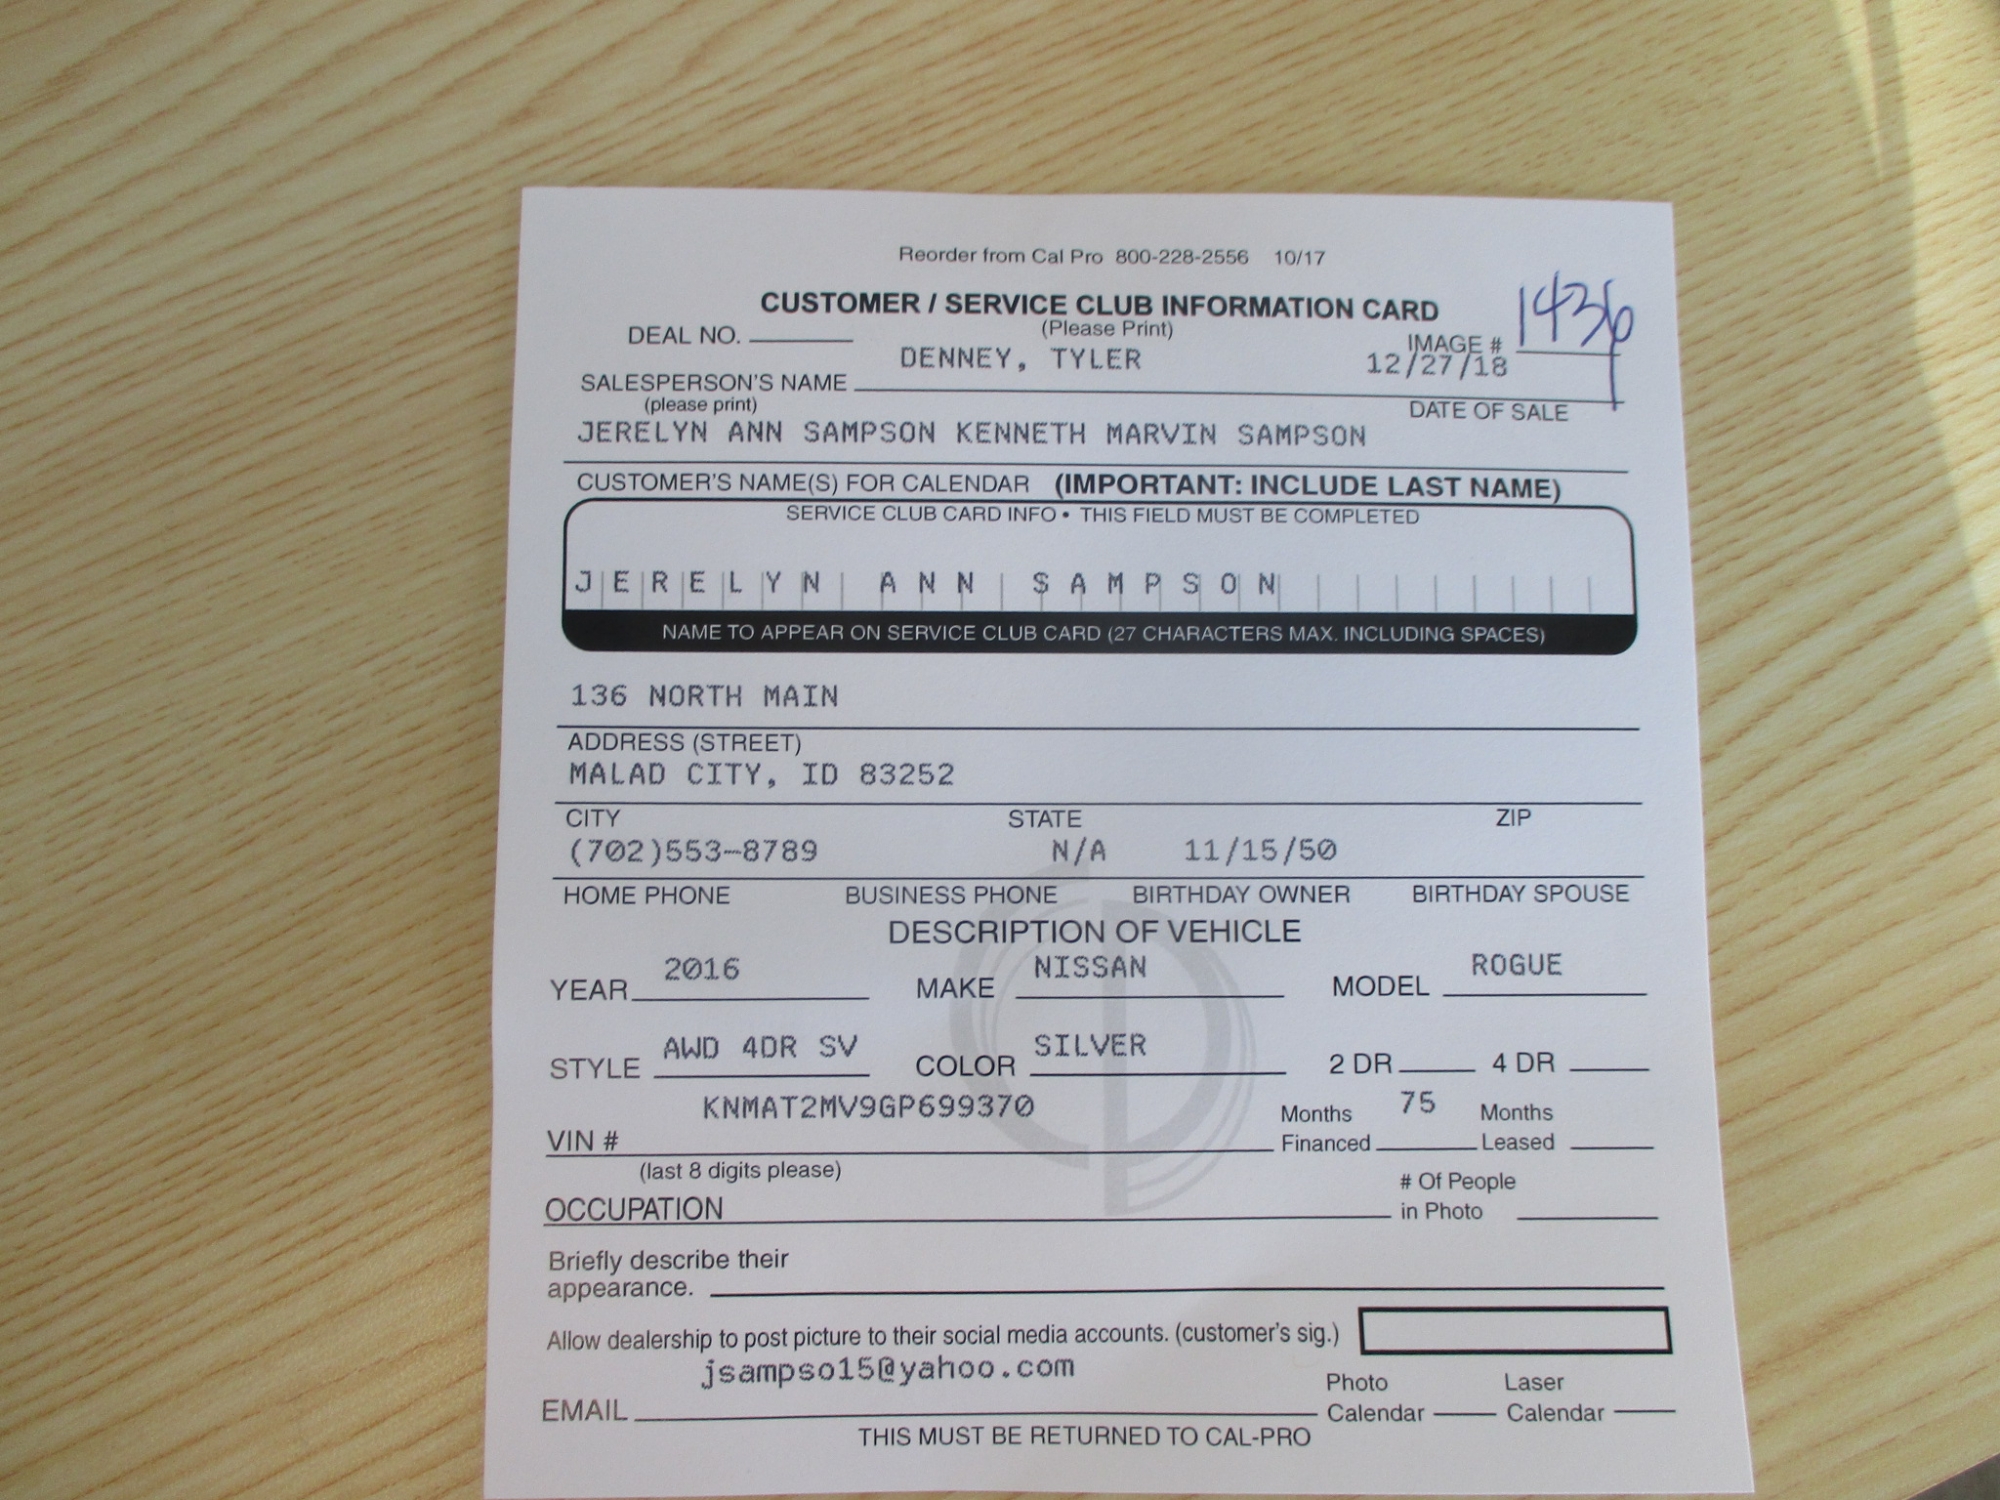 Reorder from Cal Pro 800-228-2556 10/17
CUSTOMER / SERVICE CLUB INFORMATION CARD
(Please Print)
DEAL NO.
IMAGE # 1436
DENNEY, TYLER 12/27/18
SALESPERSON'S NAME
(please print) DATE OF SALE
JERELYN ANN SAMPSON KENNETH MARVIN SAMPSON
CUSTOMER'S NAME(S) FOR CALENDAR (IMPORTANT: INCLUDE LAST NAME)
SERVICE CLUB CARD INFO • THIS FIELD MUST BE COMPLETED
JERELYN ANN SAMPSON
NAME TO APPEAR ON SERVICE CLUB CARD (27 CHARACTERS MAX. INCLUDING SPACES)
136 NORTH MAIN
ADDRESS (STREET)
MALAD CITY, ID 83252
CITY STATE ZIP
(702)553-8789 N/A 11/15/50
HOME PHONE BUSINESS PHONE BIRTHDAY OWNER BIRTHDAY SPOUSE
DESCRIPTION OF VEHICLE
YEAR 2016 MAKE NISSAN MODEL ROGUE
STYLE AWD 4DR SV COLOR SILVER 2 DR 4 DR
VIN # KNMAT2MV9GP699370 Months Financed 75 Months Leased
(last 8 digits please)
OCCUPATION # Of People in Photo
Briefly describe their
appearance.
Allow dealership to post picture to their social media accounts. (customer's sig.)
jsampso15@yahoo.com
EMAIL Photo Calendar Laser Calendar
THIS MUST BE RETURNED TO CAL-PRO